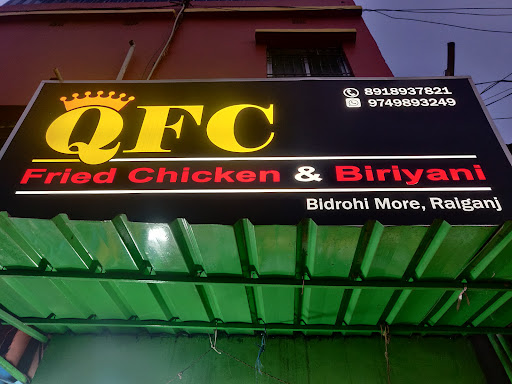 QFC
8918937821
9749893249
Fried Chicken & Biriyani
Bidrohi More, Raiganj